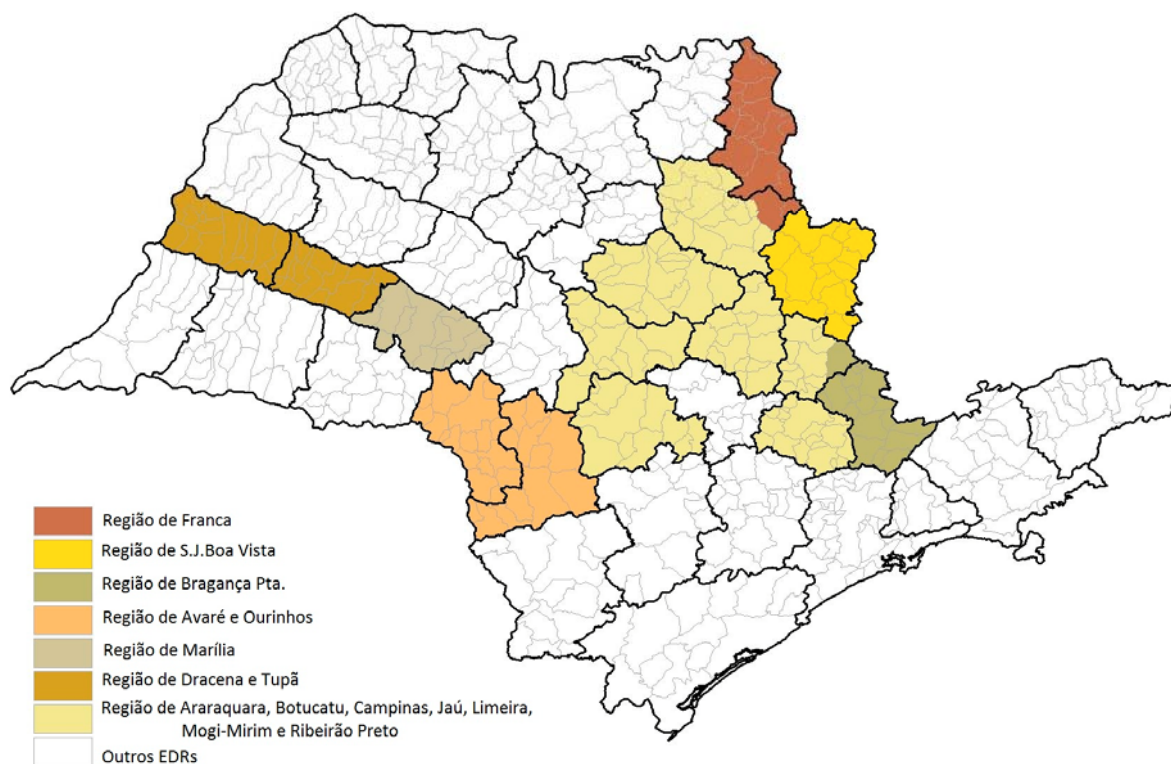 Região de Franca
Região de S.J.Boa Vista
Região de Bragança Pta.
Região de Avaré e Ourinhos
Região de Marília
Região de Dracena e Tupã
Região de Araraquara, Botucatu, Campinas, Jaú, Limeira,
Mogi-Mirim e Ribeirão Preto
Outros EDRs